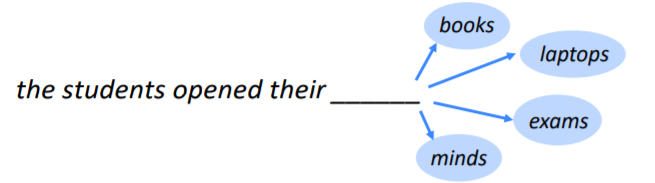 books
laptops
the students opened their ______
exams
minds